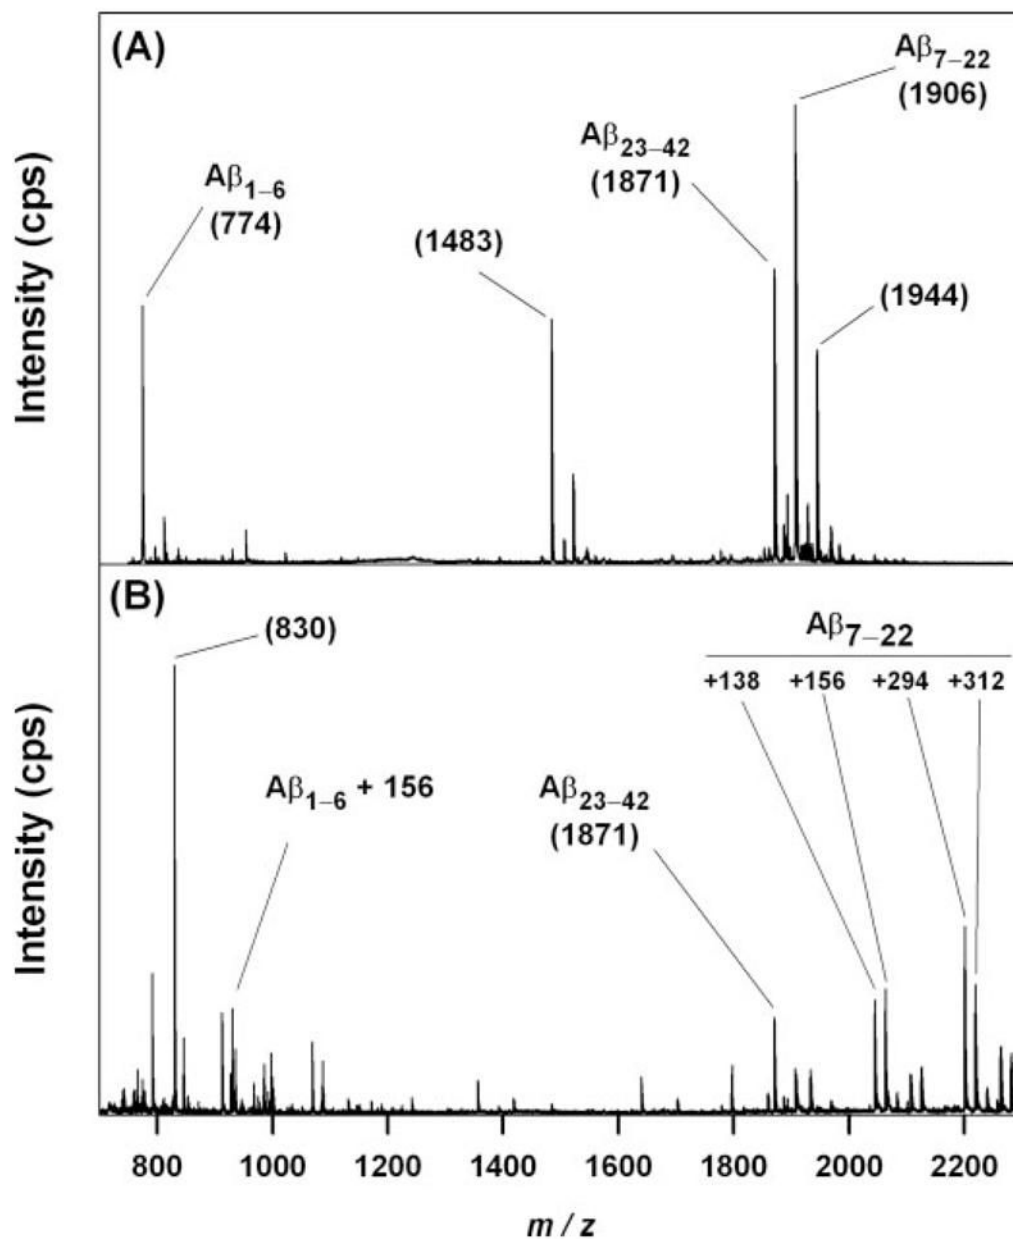 (A)
Aβ7–22
(1906)
Aβ23–42
(1871)
Aβ1–6
(774)
(1483)
(1944)
Intensity (cps)
(B)
(830)
Aβ7–22
+138 +156 +294 +312
Aβ1–6 + 156
Aβ23–42
(1871)
Intensity (cps)
800 1000 1200 1400 1600 1800 2000 2200
m / z